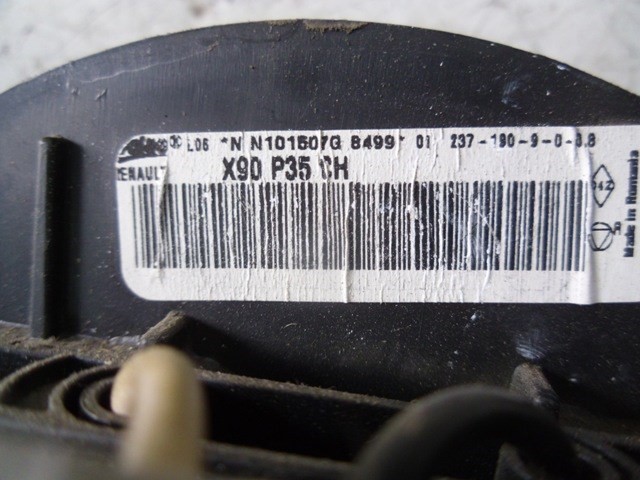 L06 *N N101507G 8499* 01 237-190-9-0-0.8
RENAULT X90 P35 CH
Made in Romania